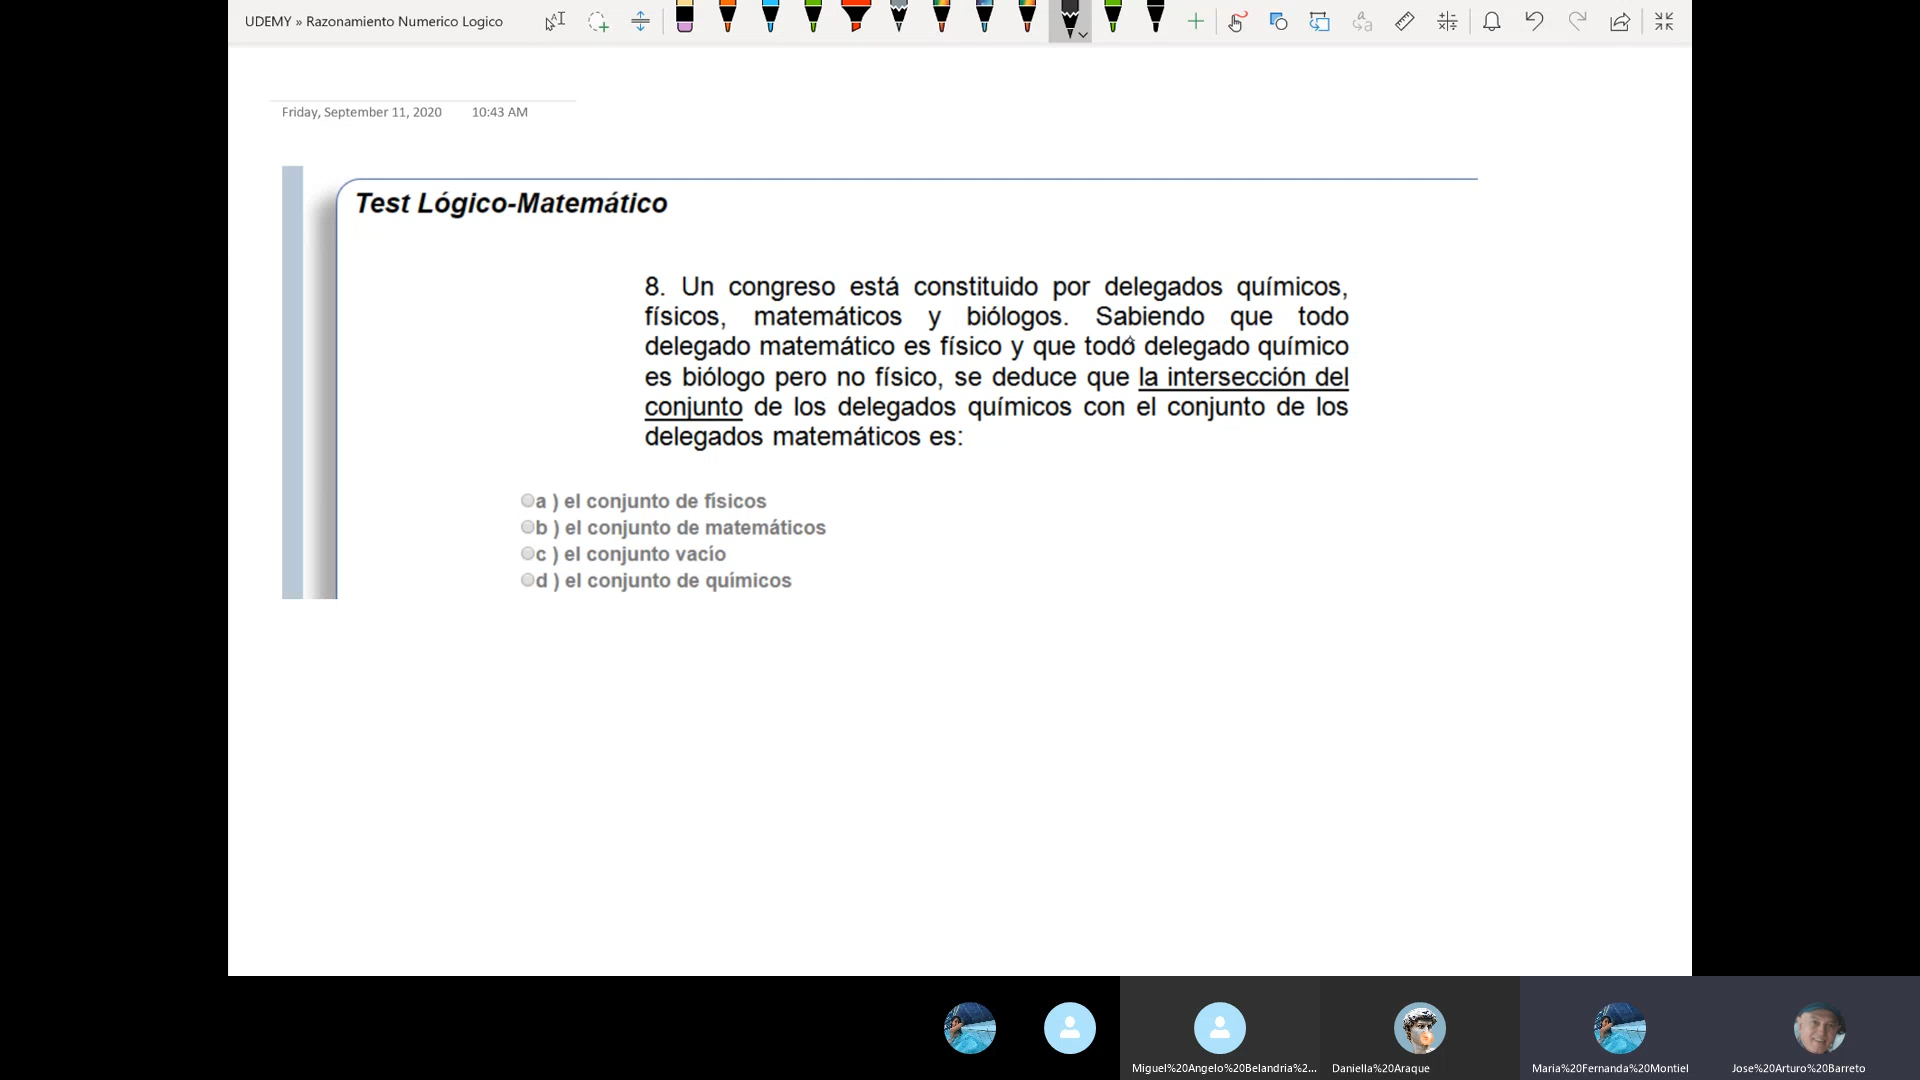 UDEMY » Razonamiento Numerico Logico
Friday, September 11, 2020 10:43 AM
Test Lógico-Matemático
8. Un congreso está constituido por delegados químicos,
físicos, matemáticos y biólogos. Sabiendo que todo
delegado matemático es físico y que todo delegado químico
es biólogo pero no físico, se deduce que la intersección del
conjunto de los delegados químicos con el conjunto de los
delegados matemáticos es:
a ) el conjunto de físicos
b ) el conjunto de matemáticos
c ) el conjunto vacío
d ) el conjunto de químicos
Miguel%20Angelo%20Belandria%2... Daniella%20Araque Maria%20Fernanda%20Montiel Jose%20Arturo%20Barreto